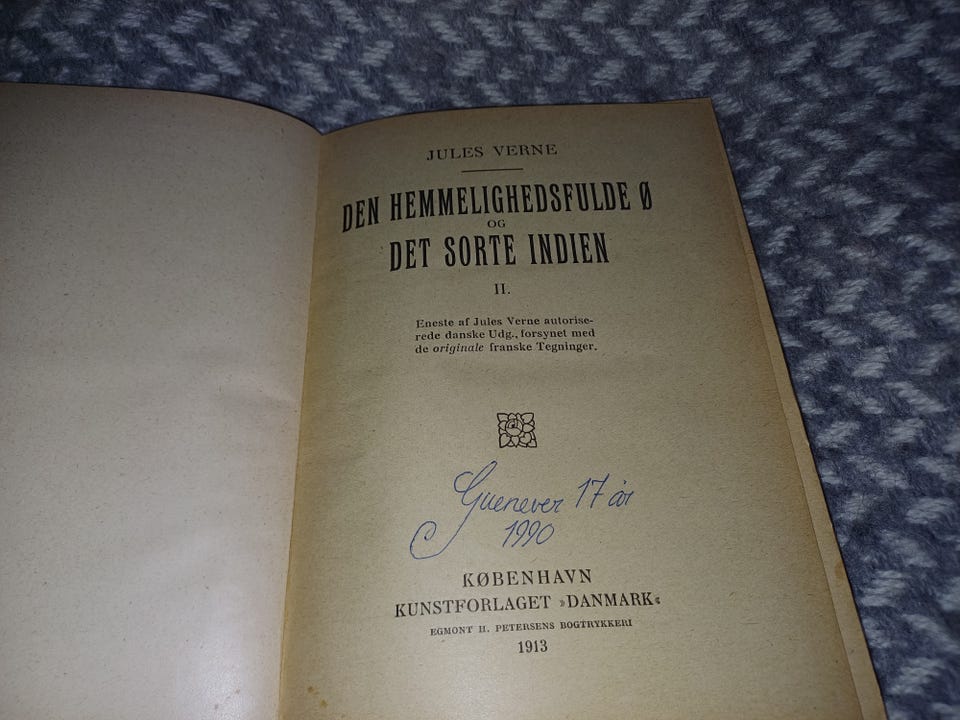 JULES VERNE
DEN HEMMELIGHEDSFULDE Ø
OG
DET SORTE INDIEN
II.
Eneste af Jules Verne autorise-
rede danske Udg., forsynet med
de originale franske Tegninger.
Guenever 17 år
1990
KØBENHAVN
KUNSTFORLAGET »DANMARK«
EGMONT H. PETERSENS BOGTRYKKERI
1913